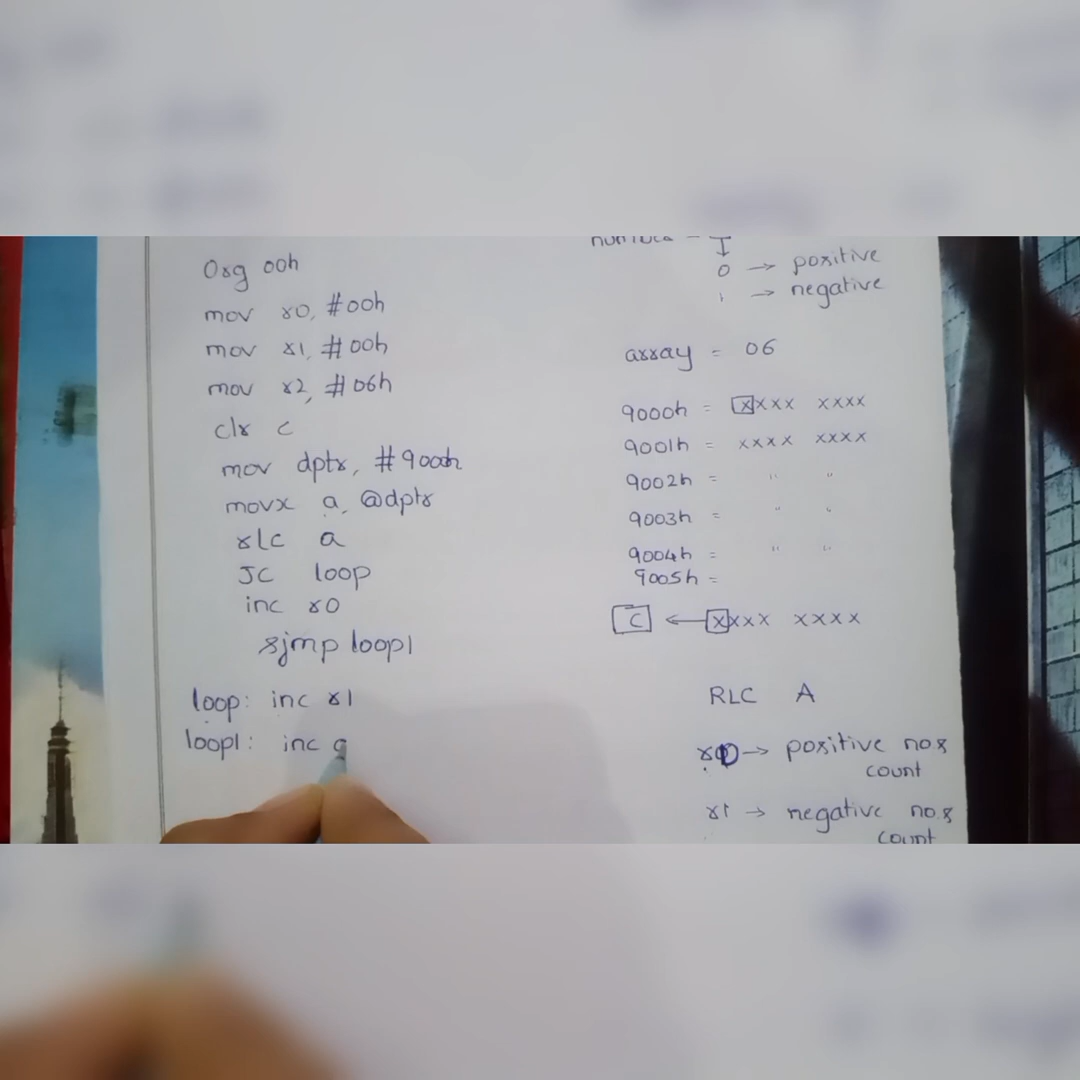 Org 00h
mov r0, #00h
mov r1, #00h
mov r2, #06h
clr c
mov dptr, #9000h
movx a, @dptr
rlc a
JC loop
inc r0
sjmp loop1
loop: inc r1
loop1: inc
0 → positive
1 → negative
array = 06
9000h = xxxx xxxx
9001h = xxxx xxxx
9002h = " "
9003h = " "
9004h = " "
9005h =
C ← xxxx xxxx
RLC A
r0 → positive no.s
count
r1 → negative no.s
count